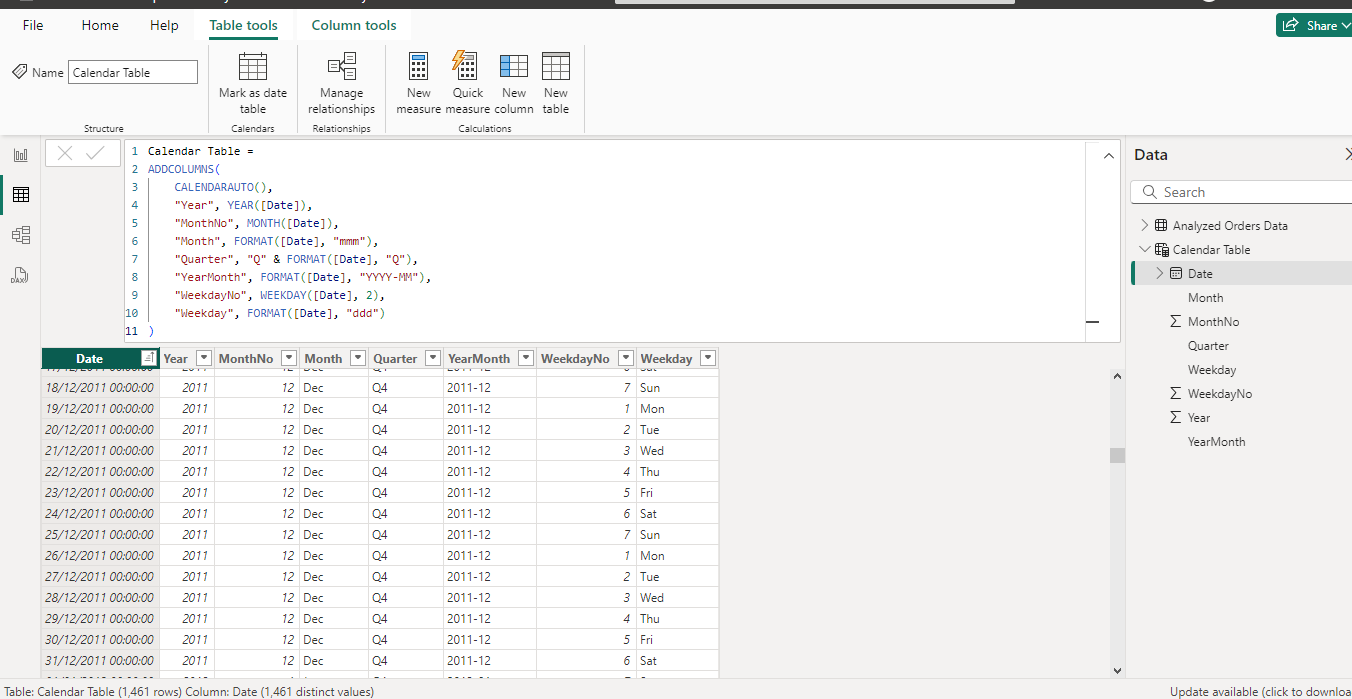 File Home Help Table tools Column tools Share
Name Calendar Table
Mark as date table
Manage relationships
New measure
Quick measure
New column
New table
Structure Calendars Relationships Calculations
1 Calendar Table =
2 ADDCOLUMNS(
3 CALENDARAUTO(),
4 "Year", YEAR([Date]),
5 "MonthNo", MONTH([Date]),
6 "Month", FORMAT([Date], "mmm"),
7 "Quarter", "Q" & FORMAT([Date], "Q"),
8 "YearMonth", FORMAT([Date], "YYYY-MM"),
9 "WeekdayNo", WEEKDAY([Date], 2),
10 "Weekday", FORMAT([Date], "ddd")
11 )
DAX
Date Year MonthNo Month Quarter YearMonth WeekdayNo Weekday
18/12/2011 00:00:00 2011 12 Dec Q4 2011-12 7 Sun
19/12/2011 00:00:00 2011 12 Dec Q4 2011-12 1 Mon
20/12/2011 00:00:00 2011 12 Dec Q4 2011-12 2 Tue
21/12/2011 00:00:00 2011 12 Dec Q4 2011-12 3 Wed
22/12/2011 00:00:00 2011 12 Dec Q4 2011-12 4 Thu
23/12/2011 00:00:00 2011 12 Dec Q4 2011-12 5 Fri
24/12/2011 00:00:00 2011 12 Dec Q4 2011-12 6 Sat
25/12/2011 00:00:00 2011 12 Dec Q4 2011-12 7 Sun
26/12/2011 00:00:00 2011 12 Dec Q4 2011-12 1 Mon
27/12/2011 00:00:00 2011 12 Dec Q4 2011-12 2 Tue
28/12/2011 00:00:00 2011 12 Dec Q4 2011-12 3 Wed
29/12/2011 00:00:00 2011 12 Dec Q4 2011-12 4 Thu
30/12/2011 00:00:00 2011 12 Dec Q4 2011-12 5 Fri
31/12/2011 00:00:00 2011 12 Dec Q4 2011-12 6 Sat
Data
Search
Analyzed Orders Data
Calendar Table
Date
Month
∑ MonthNo
Quarter
Weekday
∑ WeekdayNo
∑ Year
YearMonth
Table: Calendar Table (1,461 rows) Column: Date (1,461 distinct values)
Update available (click to downloa